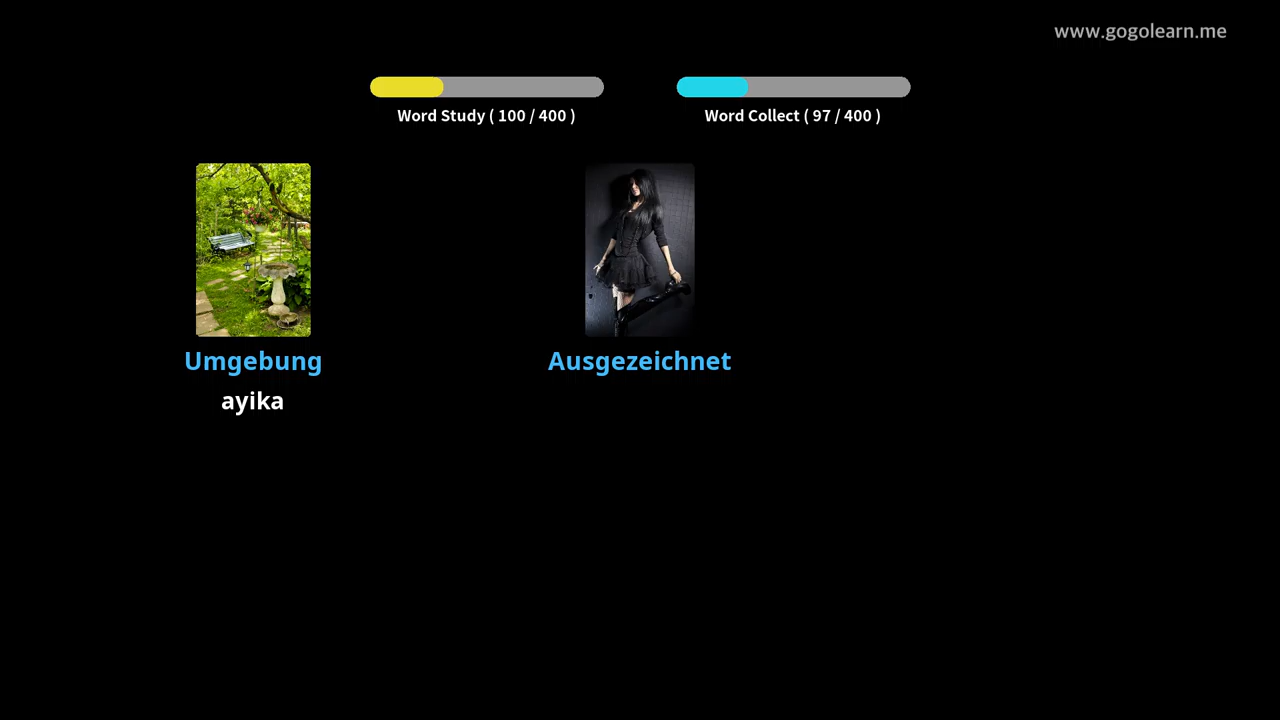 www.gogolearn.me
Word Study ( 100 / 400 )
Word Collect ( 97 / 400 )
Umgebung
Ausgezeichnet
ayika